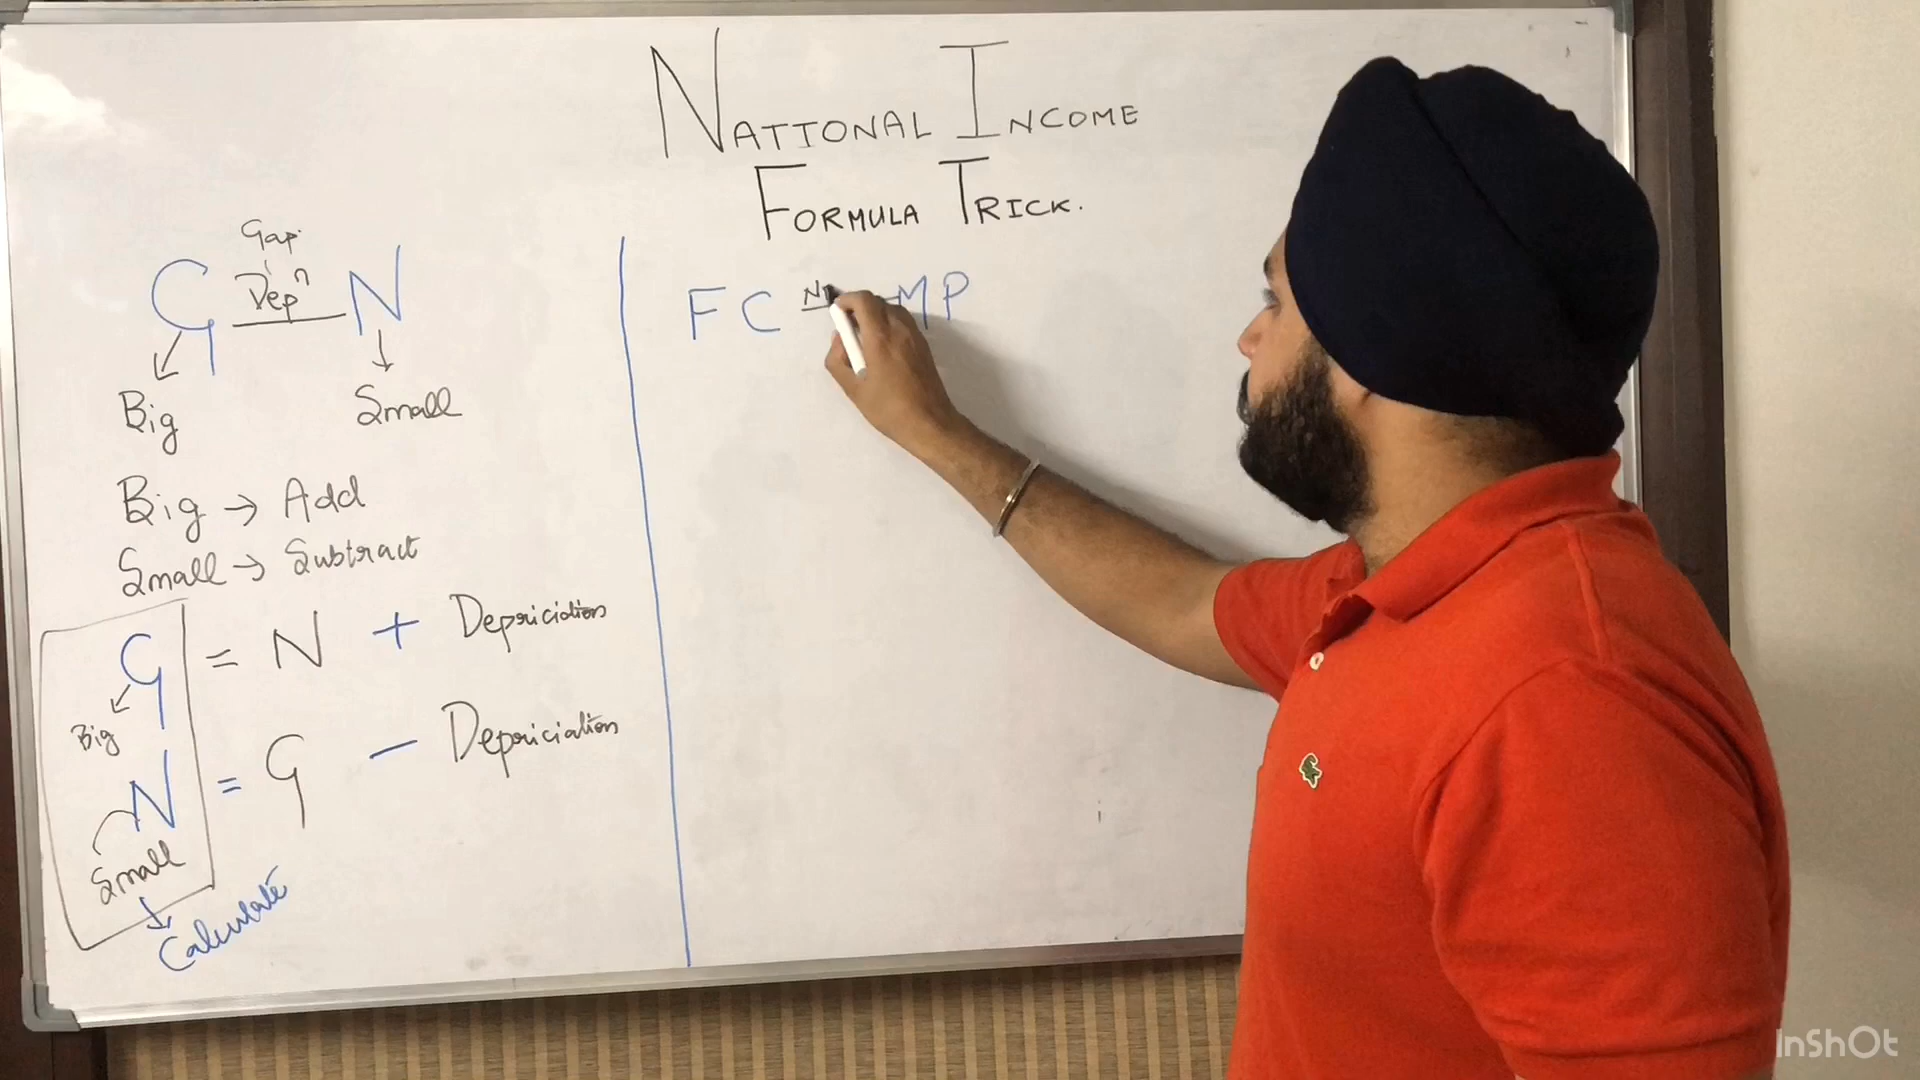 NATIONAL INCOME
FORMULA TRICK.
Gap
G Depⁿ N
Big Small
Big → Add
Small → Subtract
G = N + Depriciation
Big
N = G - Depriciation
Small
Calculate
FC MP
InShOt